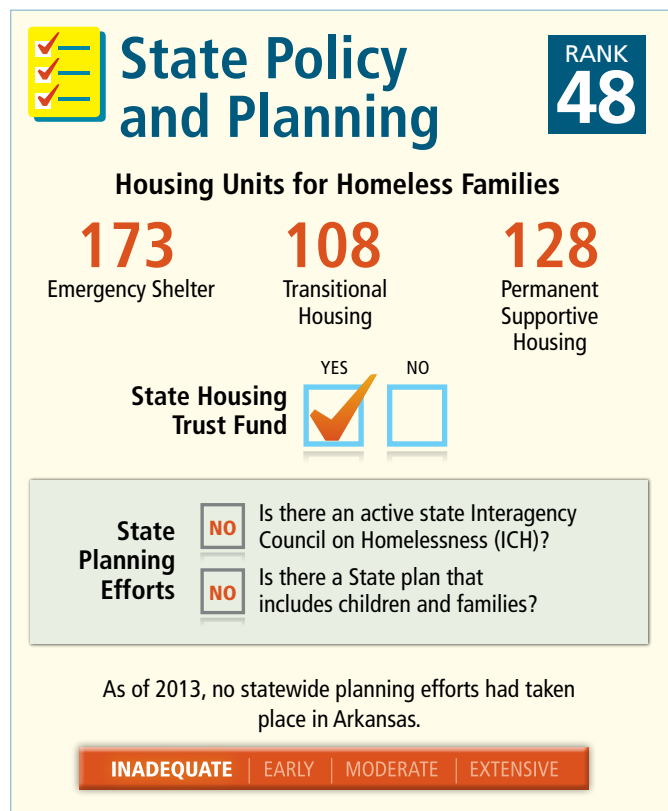 State Policy
and Planning
RANK
48
Housing Units for Homeless Families
173
Emergency Shelter
108
Transitional
Housing
128
Permanent
Supportive
Housing
YES NO
State Housing
Trust Fund
State
Planning
Efforts
NO
Is there an active state Interagency
Council on Homelessness (ICH)?
NO
Is there a State plan that
includes children and families?
As of 2013, no statewide planning efforts had taken
place in Arkansas.
INADEQUATE | EARLY | MODERATE | EXTENSIVE